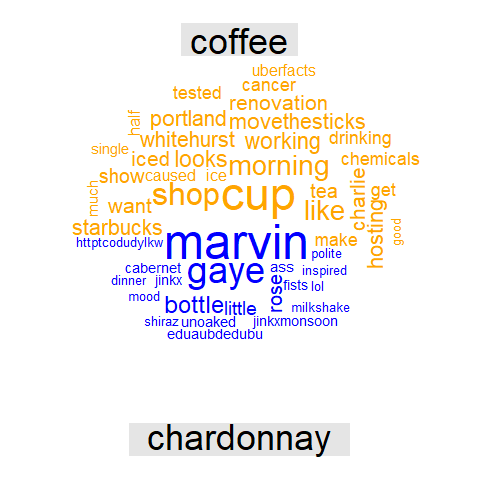 coffee
uberfacts
cancer
tested
renovation
half
portland
movethesticks
whitehurst
working
drinking
single
iced
looks
morning
chemicals
show
caused
ice
much
shop
cup
tea
charlie
get
want
like
hosting
good
starbucks
make
httptcodudylkw
marvin
polite
cabernet
gaye
ass
inspired
dinner
jinkx
rose
fists
lol
mood
bottle
little
milkshake
shiraz
unoaked
jinkxmonsoon
eduaubdedubu
chardonnay